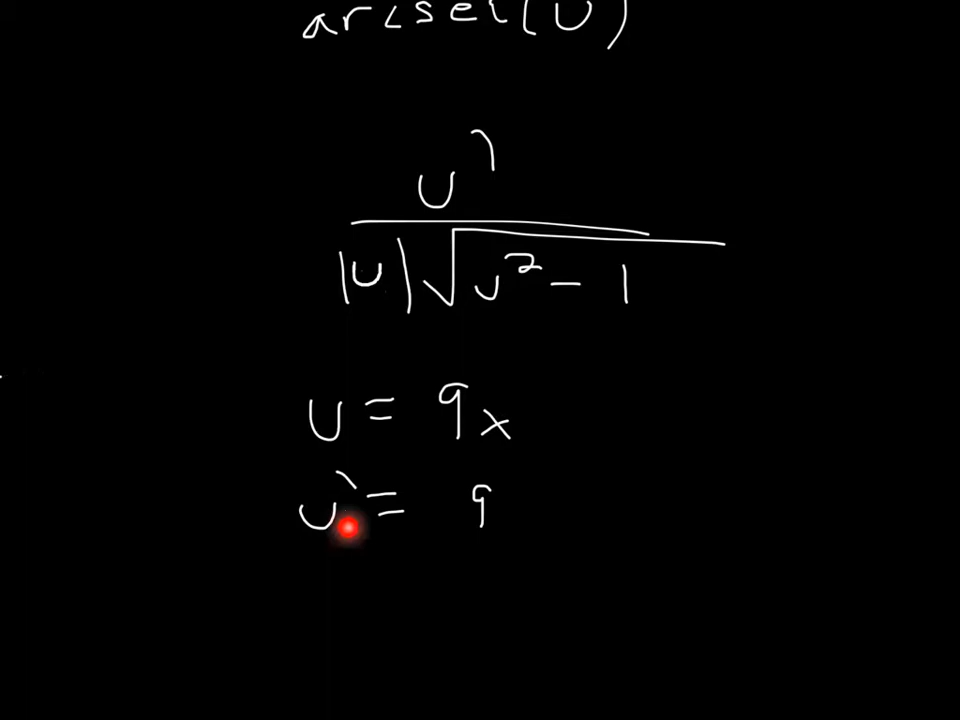 arcsec(U)
U'
|U|√U² - 1
U = 9x
U' = 9